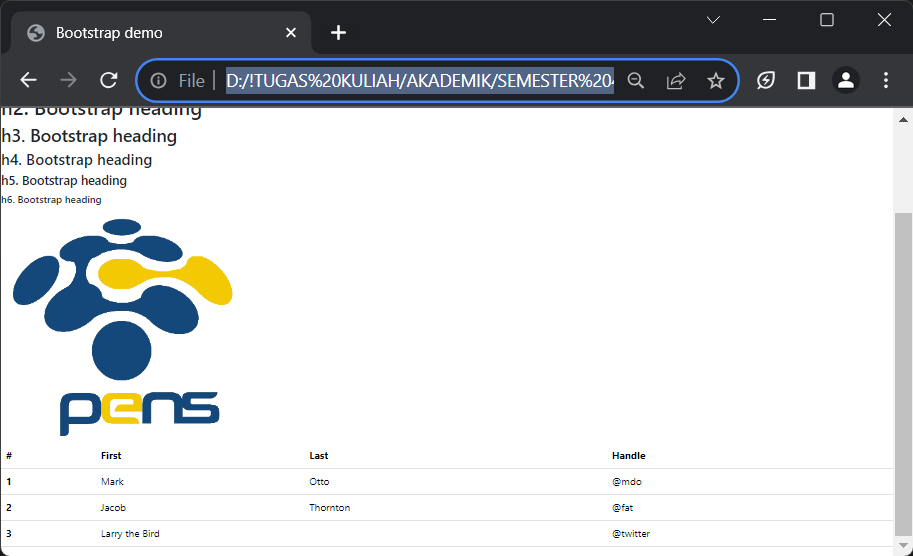 Bootstrap demo
File D:/!TUGAS%20KULIAH/AKADEMIK/SEMESTER%204
h2. Bootstrap heading
h3. Bootstrap heading
h4. Bootstrap heading
h5. Bootstrap heading
h6. Bootstrap heading
pens
# First Last Handle
1 Mark Otto @mdo
2 Jacob Thornton @fat
3 Larry the Bird @twitter